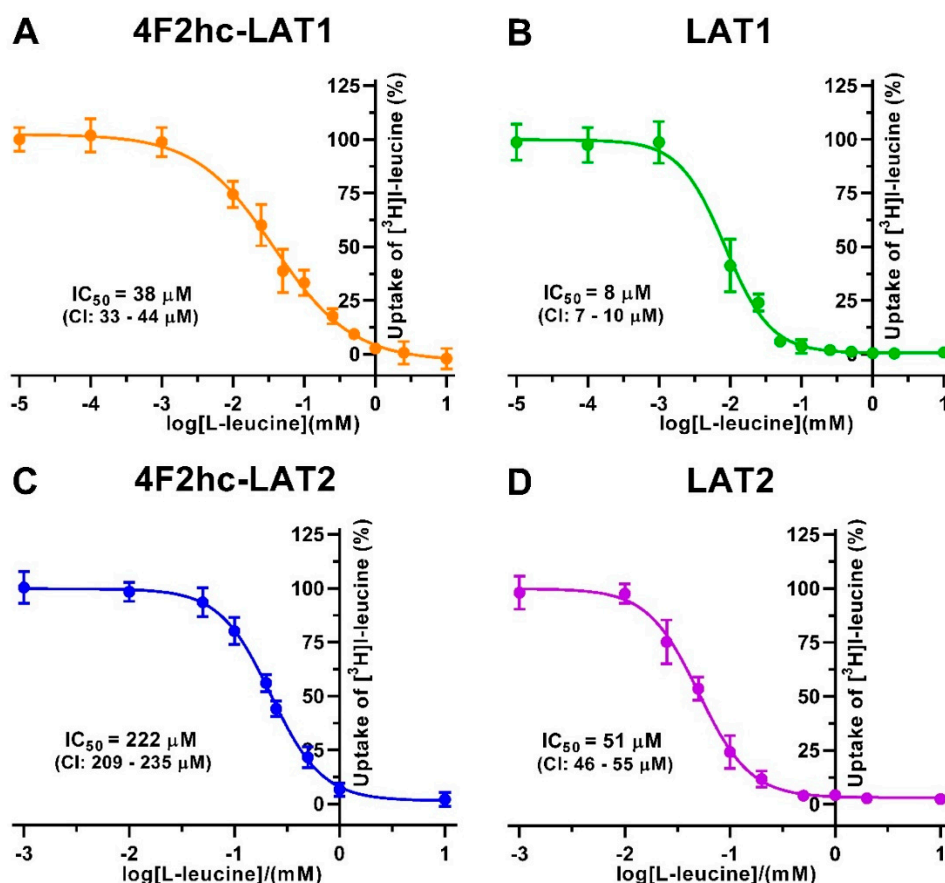 A
4F2hc-LAT1
125
100
75
50
25
0
Uptake of [³H]l-leucine (%)
IC₅₀ = 38 µM
(CI: 33 - 44 µM)
-5 -4 -3 -2 -1 0 1
log[L-leucine](mM)
B
LAT1
125
100
75
50
25
0
Uptake of [³H]l-leucine (%)
IC₅₀ = 8 µM
(CI: 7 - 10 µM)
-5 -4 -3 -2 -1 0 1
log[L-leucine](mM)
C
4F2hc-LAT2
125
100
75
50
25
0
Uptake of [³H]l-leucine (%)
IC₅₀ = 222 µM
(CI: 209 - 235 µM)
-3 -2 -1 0 1
log[L-leucine]/(mM)
D
LAT2
125
100
75
50
25
0
Uptake of [³H]l-leucine (%)
IC₅₀ = 51 µM
(CI: 46 - 55 µM)
-3 -2 -1 0 1
log[L-leucine]/(mM)